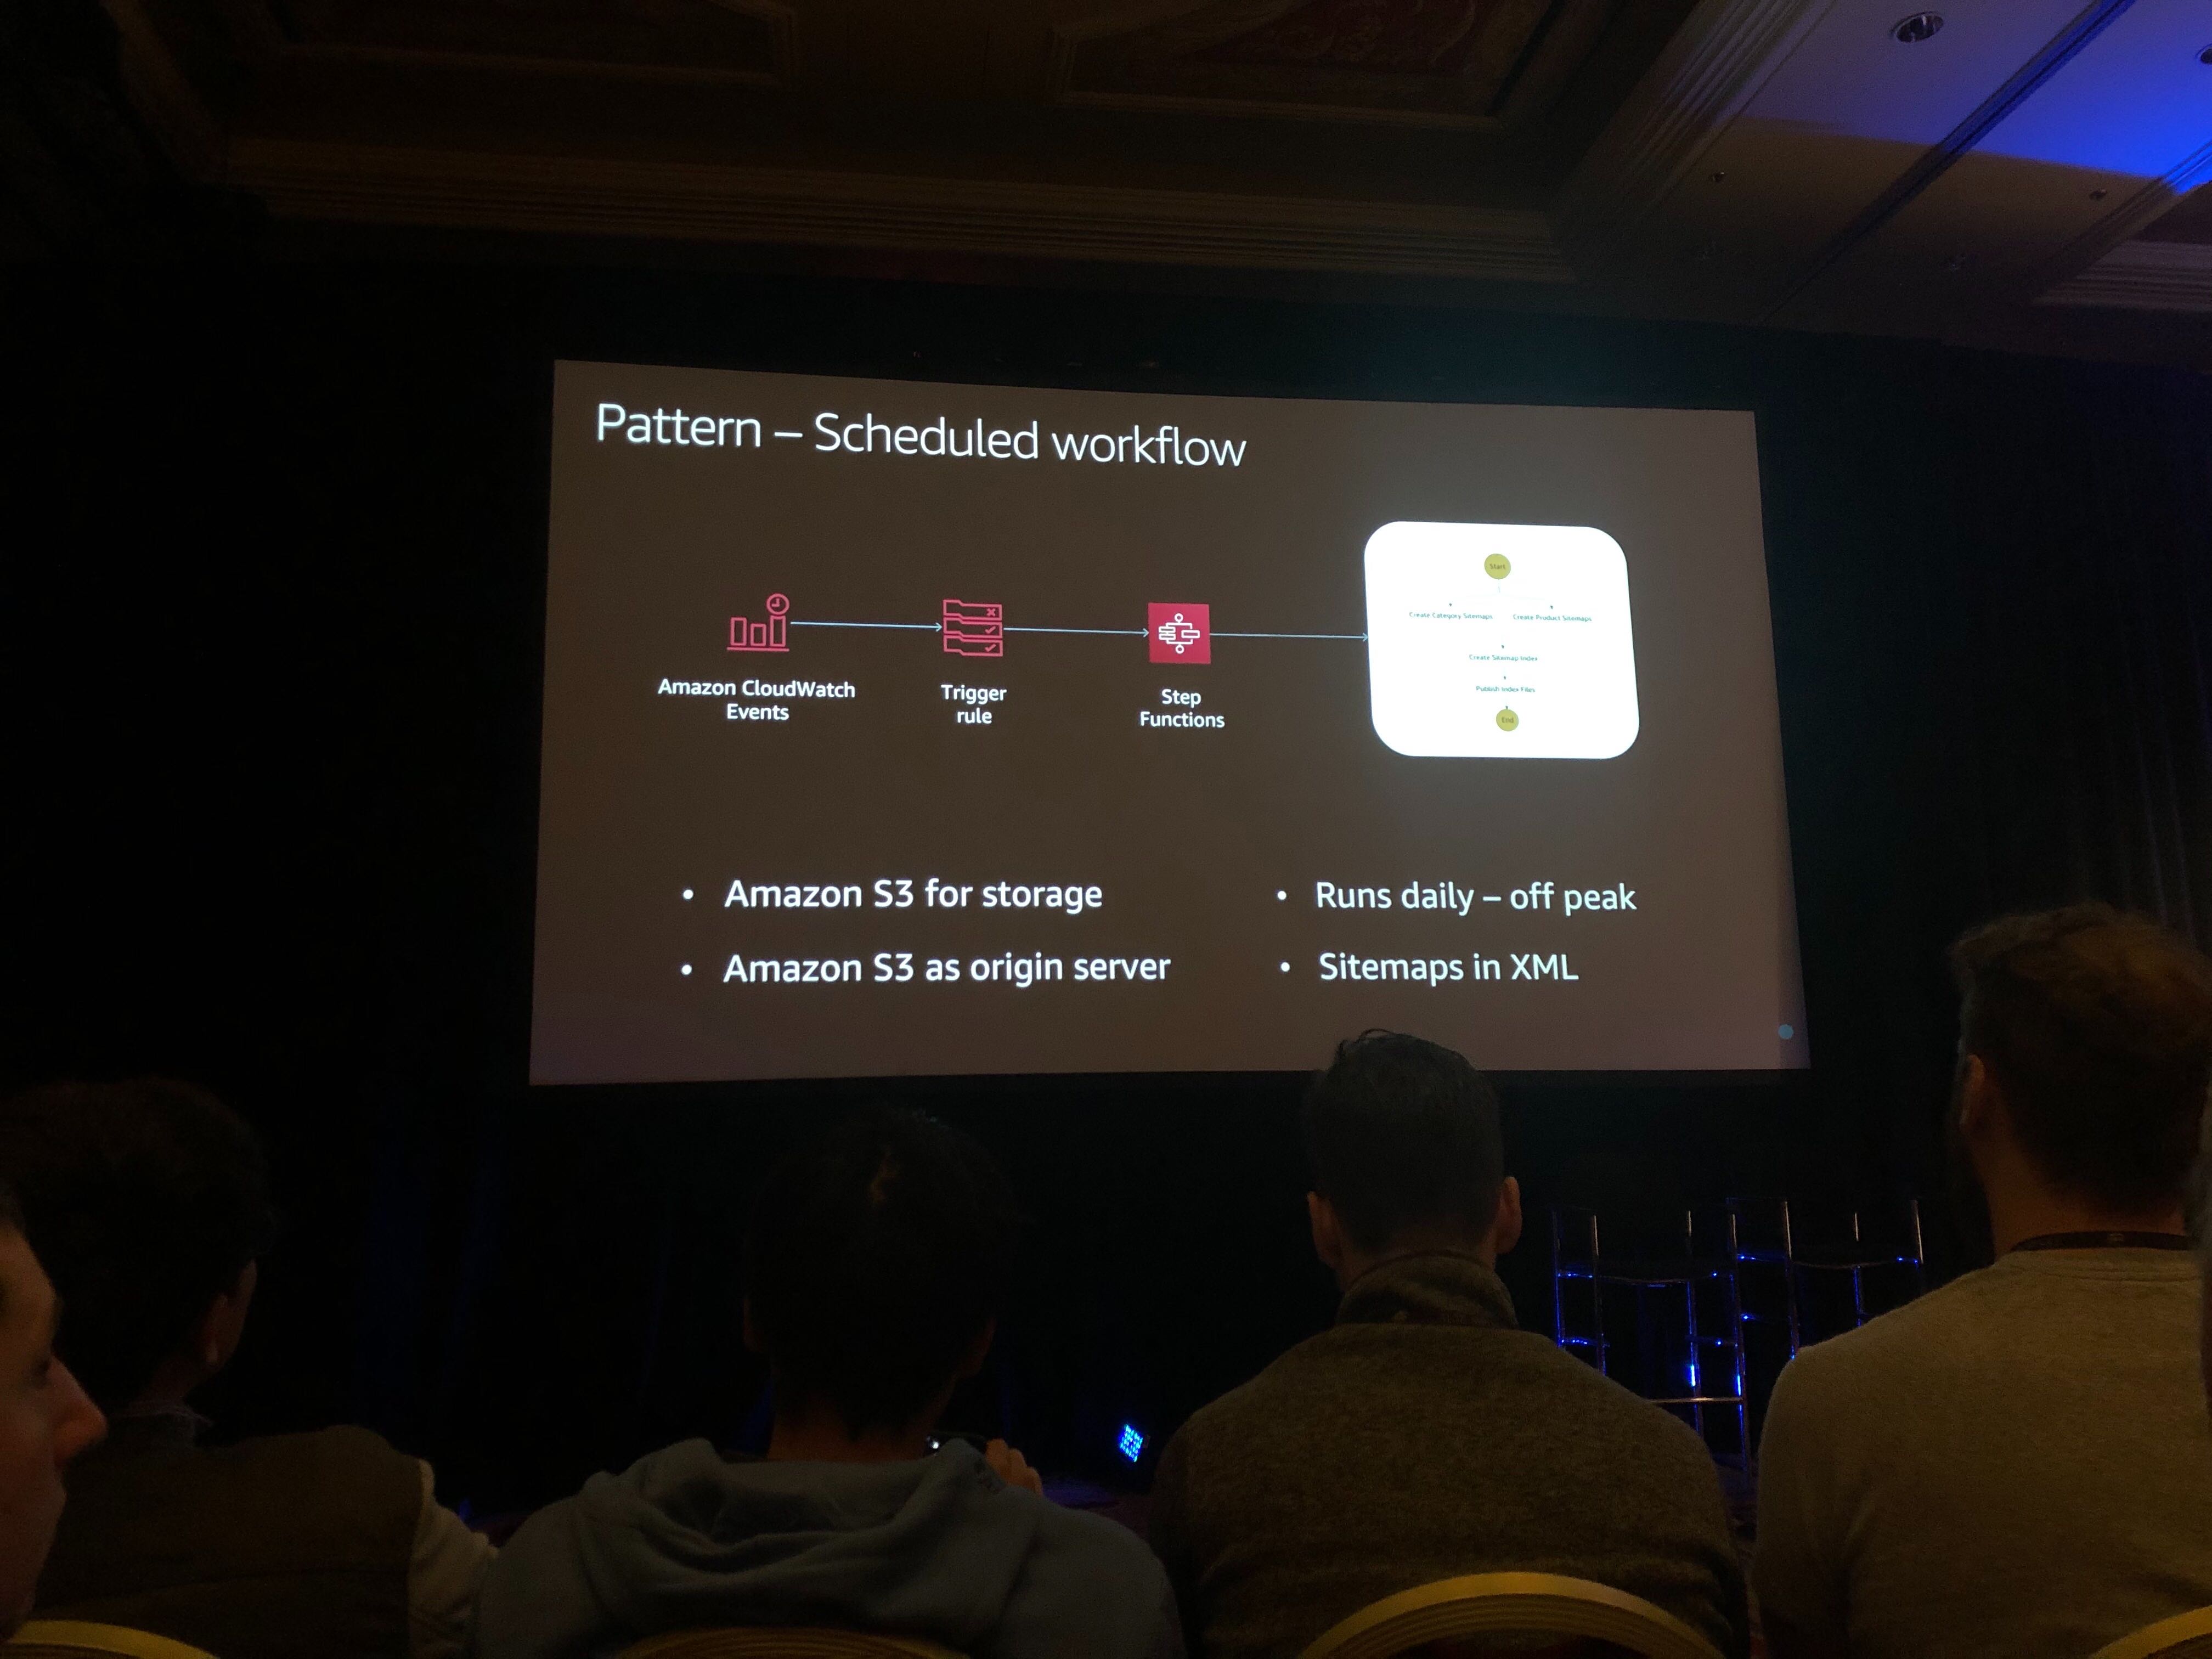 Pattern – Scheduled workflow
Start
Create Category Sitemaps
Create Product Sitemaps
Create Sitemap Index
Publish Index Files
End
Amazon CloudWatch
Events
Trigger
rule
Step
Functions
• Amazon S3 for storage
• Amazon S3 as origin server
• Runs daily – off peak
• Sitemaps in XML